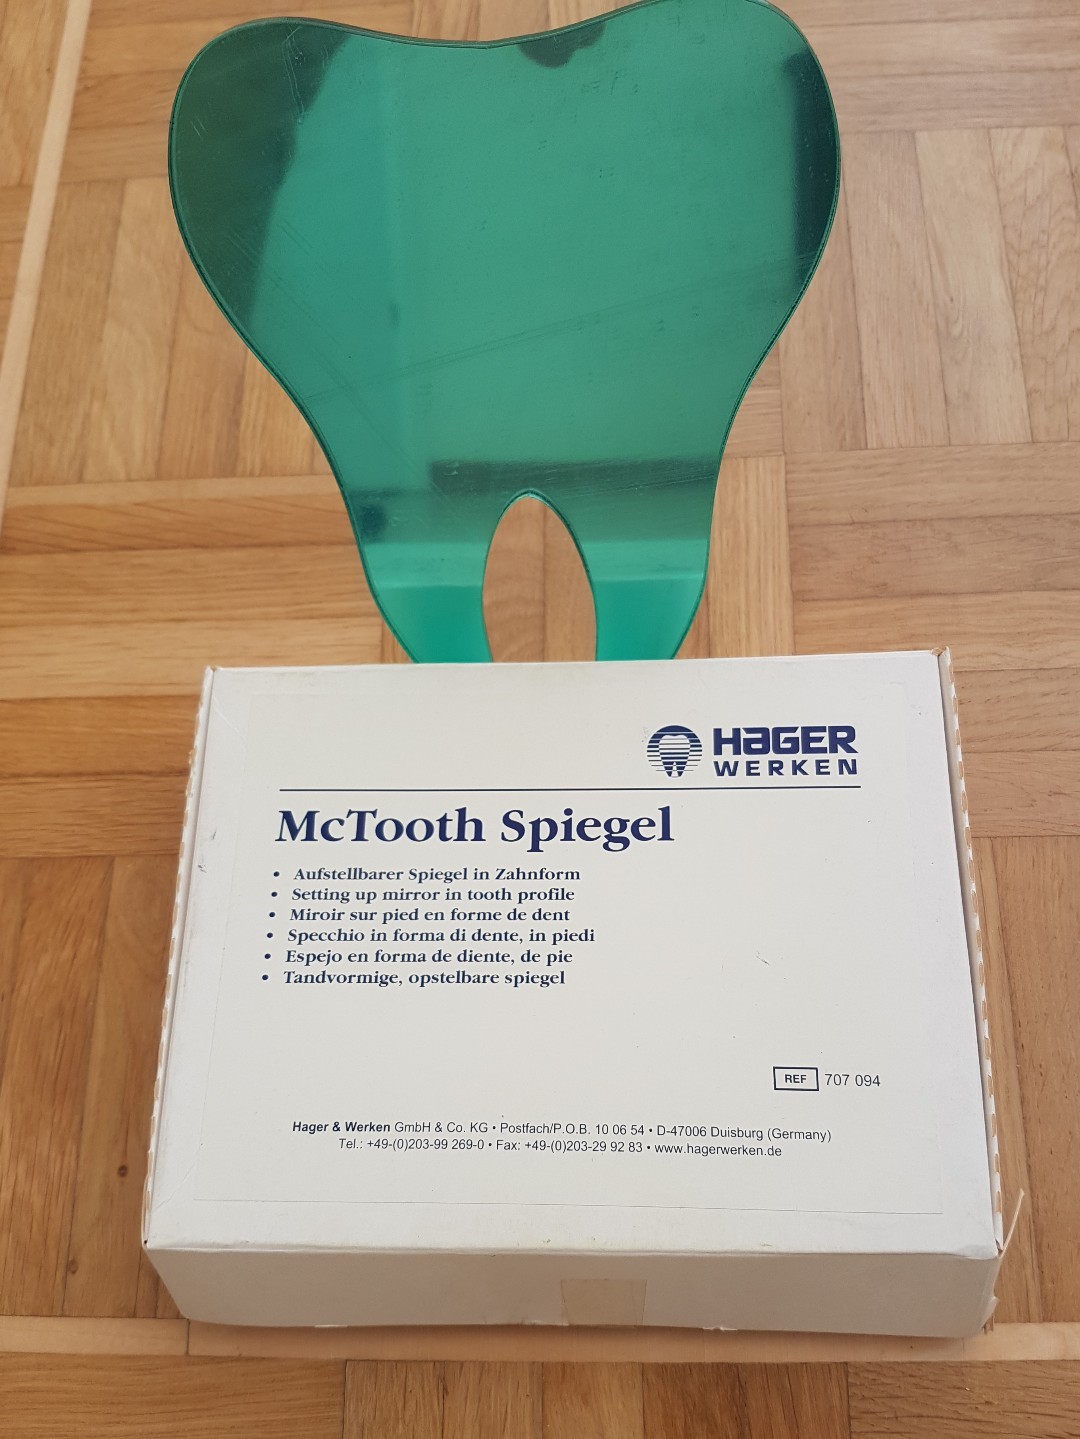 HAGER
WERKEN
McTooth Spiegel
• Aufstellbarer Spiegel in Zahnform
• Setting up mirror in tooth profile
• Miroir sur pied en forme de dent
• Specchio in forma di dente, in piedi
• Espejo en forma de diente, de pie
• Tandvormige, opstelbare spiegel
REF 707 094
Hager & Werken GmbH & Co. KG • Postfach/P.O.B. 10 06 54 • D-47006 Duisburg (Germany)
Tel.: +49-(0)203-99 269-0 • Fax: +49-(0)203-29 92 83 • www.hagerwerken.de